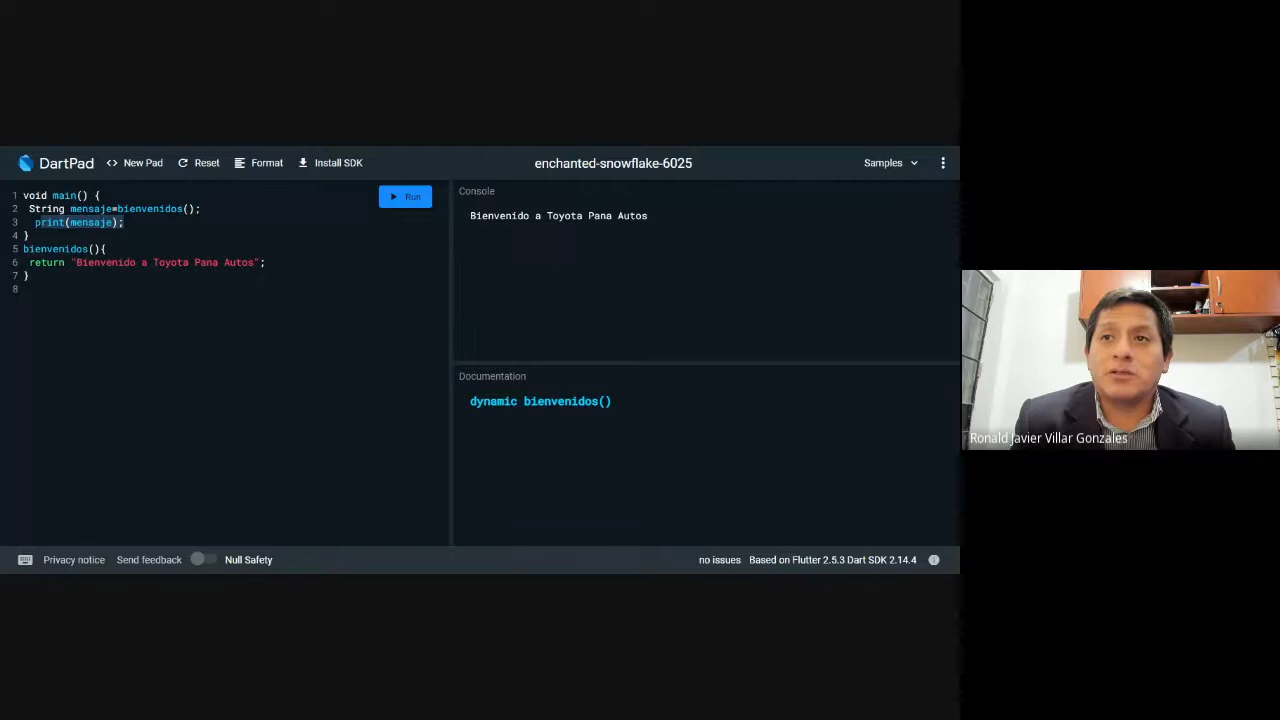 DartPad
<> New Pad
Reset
Format
Install SDK
enchanted-snowflake-6025
Samples
1 void main() {
2 String mensaje=bienvenidos();
3 print(mensaje);
4 }
5 bienvenidos(){
6 return "Bienvenido a Toyota Pana Autos";
7 }
8
Run
Console
Bienvenido a Toyota Pana Autos
Documentation
dynamic bienvenidos()
Ronald Javier Villar Gonzales
Privacy notice
Send feedback
Null Safety
no issues
Based on Flutter 2.5.3 Dart SDK 2.14.4